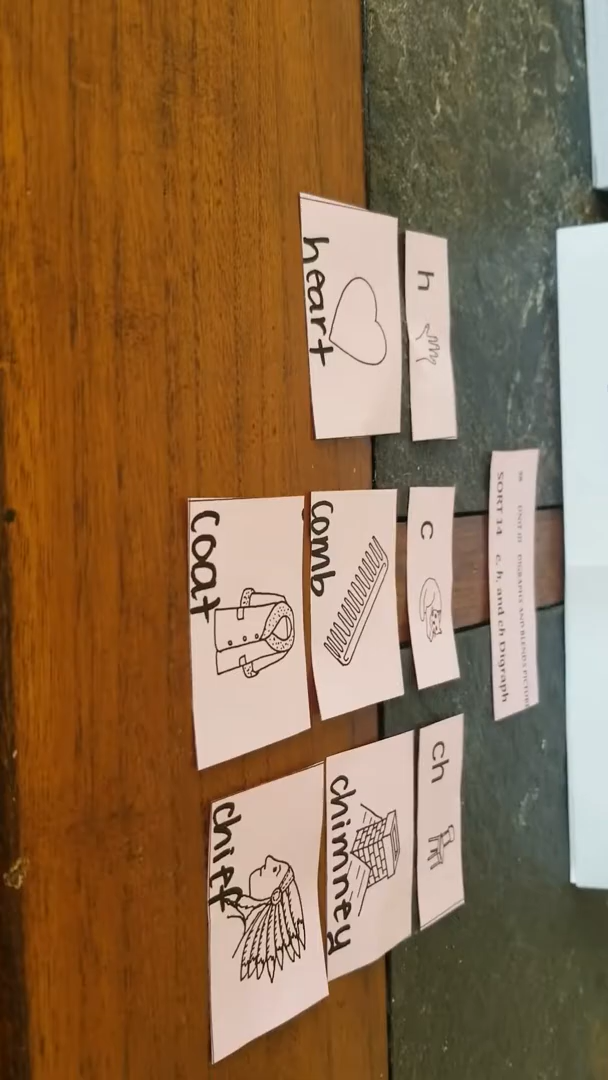 UNIT III DIGRAPHS AND BLENDS PICTURE
SORT 14 c, h, and ch Digraph
h
c
ch
heart
comb
chimney
coat
chief